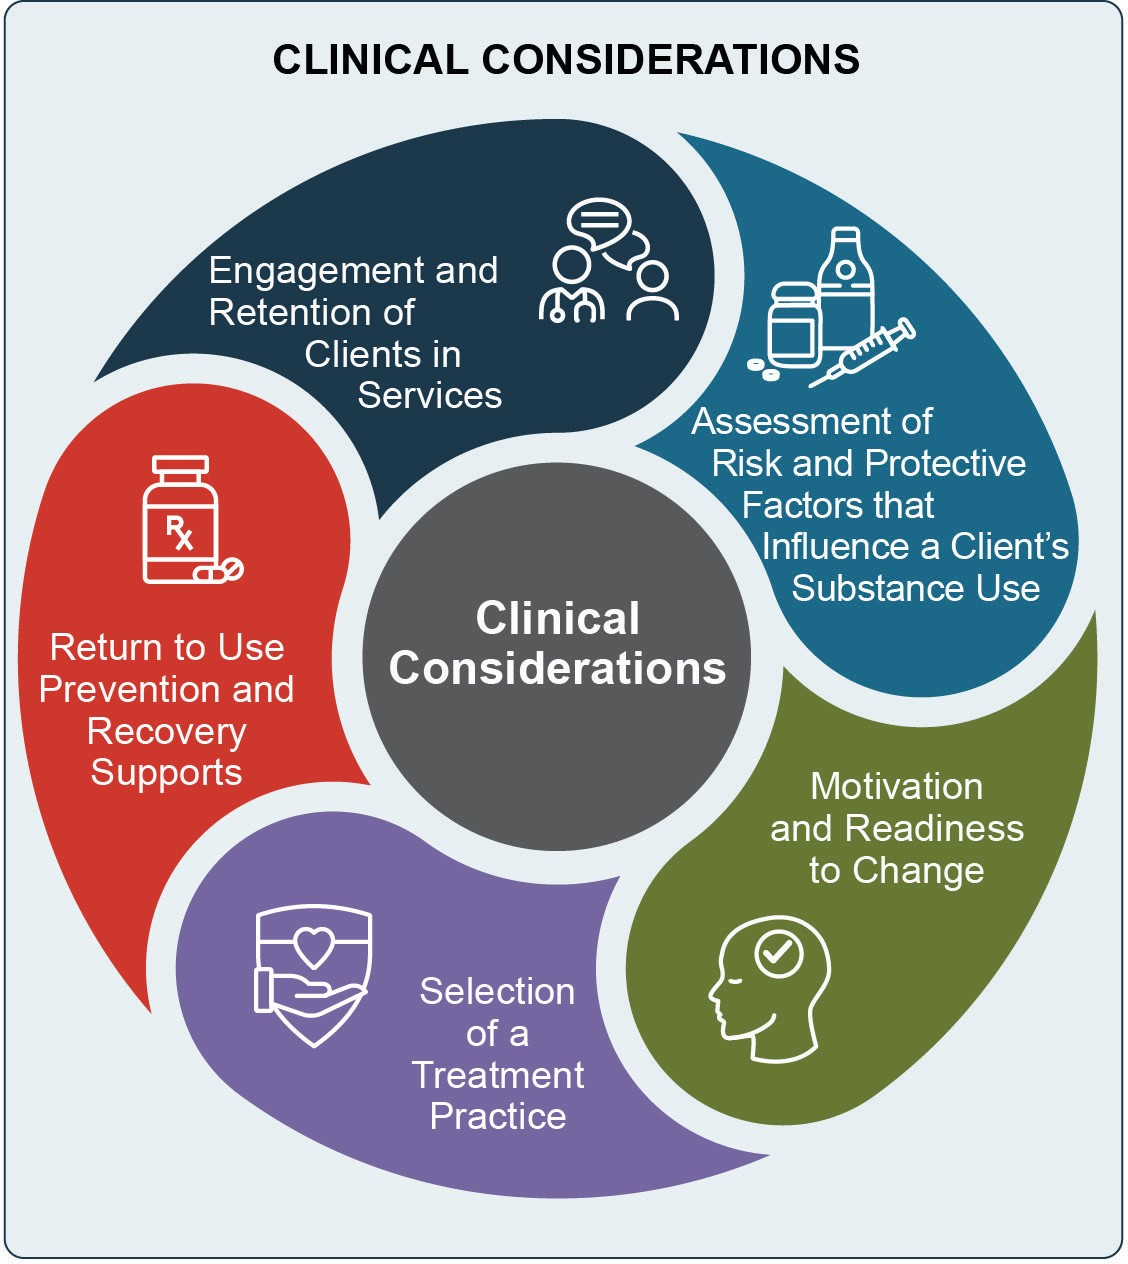 CLINICAL CONSIDERATIONS
Engagement and
Retention of
Clients in
Services
Assessment of
Risk and Protective
Factors that
Influence a Client’s
Substance Use
Motivation
and Readiness
to Change
Selection
of a
Treatment
Practice
Return to Use
Prevention and
Recovery
Supports
Rx
Clinical
Considerations